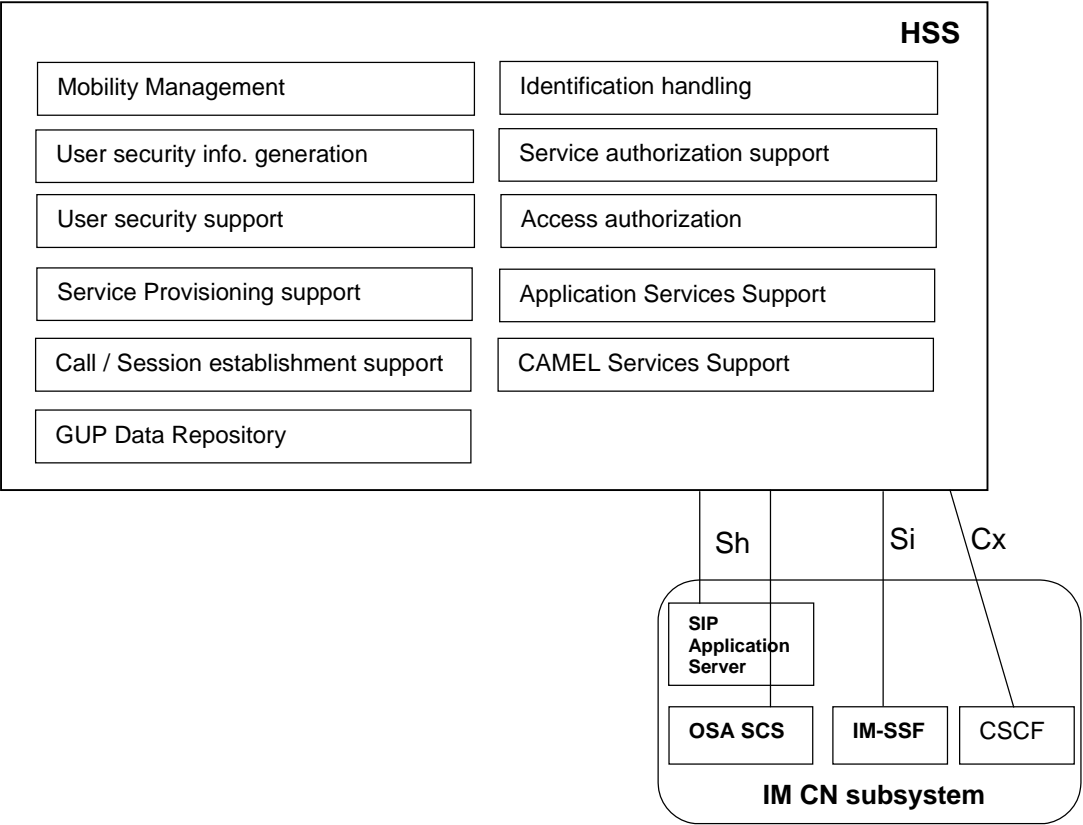 HSS
Mobility Management
Identification handling
User security info. generation
Service authorization support
User security support
Access authorization
Service Provisioning support
Application Services Support
Call / Session establishment support
CAMEL Services Support
GUP Data Repository
Sh
Si
Cx
SIP
Application
Server
OSA SCS
IM-SSF
CSCF
IM CN subsystem